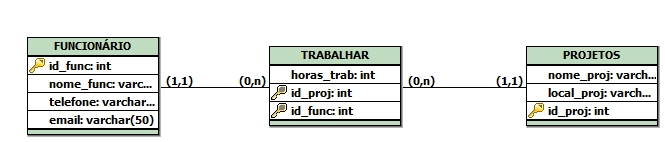 FUNCIONÁRIO
id_func: int
nome_func: varc...
telefone: varchar...
email: varchar(50)
(1,1)
(0,n)
TRABALHAR
horas_trab: int
id_proj: int
id_func: int
(0,n)
(1,1)
PROJETOS
nome_proj: varch...
local_proj: varch...
id_proj: int